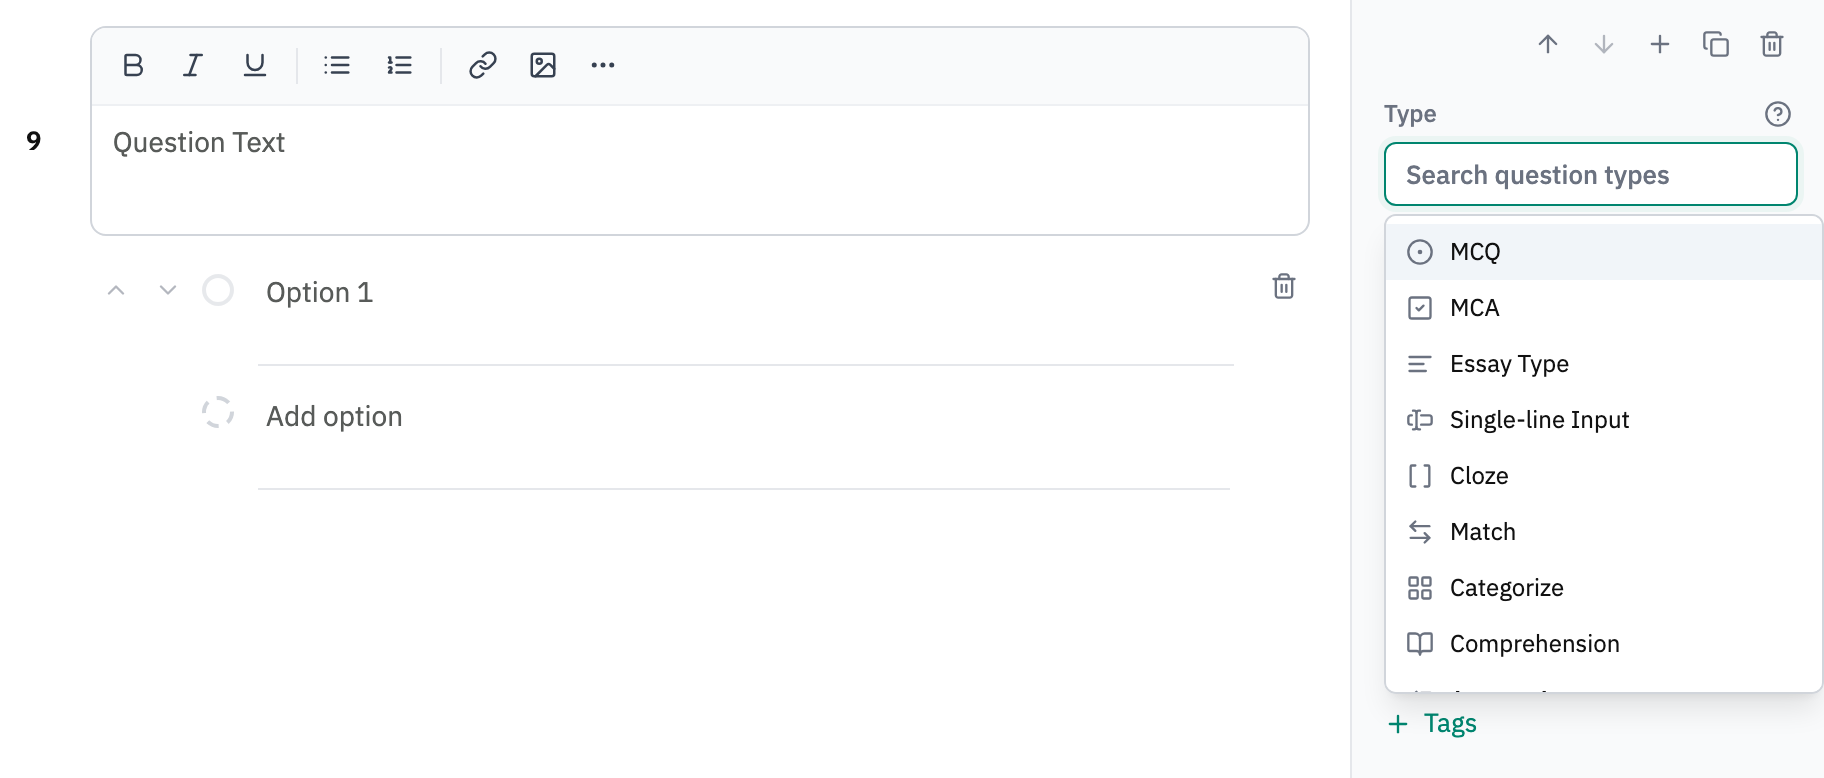 9
Question Text
Option 1
Add option
Type
Search question types
MCQ
MCA
Essay Type
Single-line Input
Cloze
Match
Categorize
Comprehension
Tags